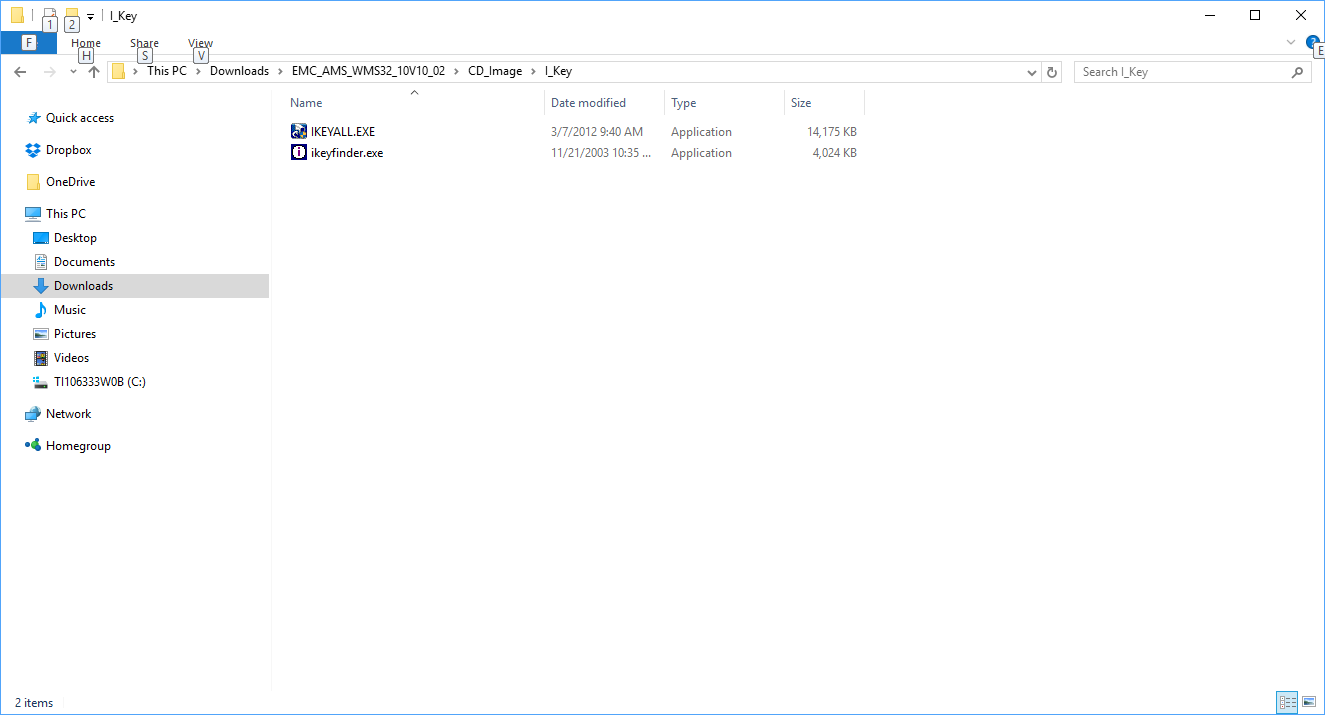 1 2 I_Key
F Home Share View ? 
H S V E
This PC Downloads EMC_AMS_WMS32_10V10_02 CD_Image I_Key Search I_Key
Name Date modified Type Size
IKEYALL.EXE 3/7/2012 9:40 AM Application 14,175 KB
ikeyfinder.exe 11/21/2003 10:35 ... Application 4,024 KB
Quick access
Dropbox
OneDrive
This PC
Desktop
Documents
Downloads
Music
Pictures
Videos
TI106333W0B (C:)
Network
Homegroup
2 items